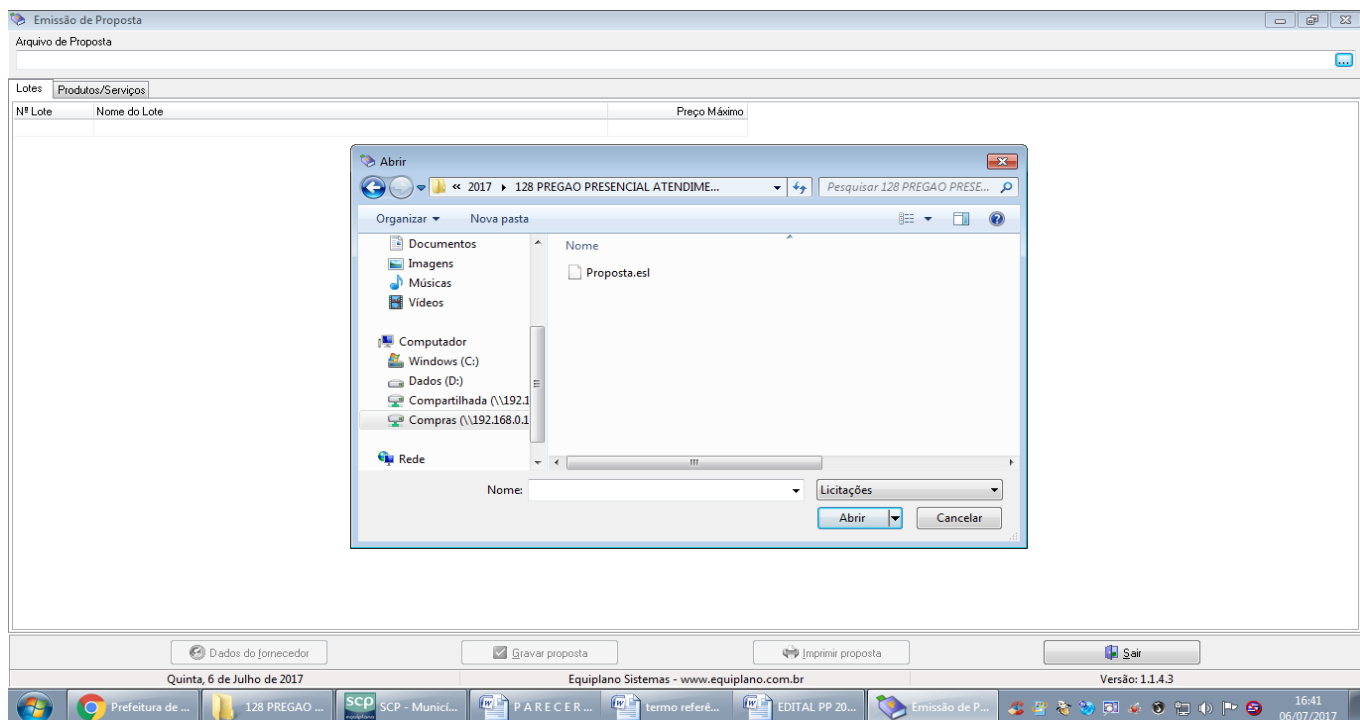 Emissão de Proposta
Arquivo de Proposta
...
Lotes Produtos/Serviços
Nº Lote Nome do Lote Preço Máximo
Abrir
« 2017 128 PREGAO PRESENCIAL ATENDIME... Pesquisar 128 PREGAO PRESE...
Organizar Nova pasta
Documentos
Imagens
Músicas
Vídeos
Computador
Windows (C:)
Dados (D:)
Compartilhada (\\192.1
Compras (\\192.168.0.1
Rede
Nome
Proposta.esl
Nome: Licitações
Abrir Cancelar
Dados do fornecedor Gravar proposta Imprimir proposta Sair
Quinta, 6 de Julho de 2017 Equiplano Sistemas - www.equiplano.com.br Versão: 1.1.4.3
Prefeitura de ... 128 PREGAO ... scp SCP - Munici... P A R E C E R ... termo referê... EDITAL PP 20... Emissão de P... 16:41
06/07/2017